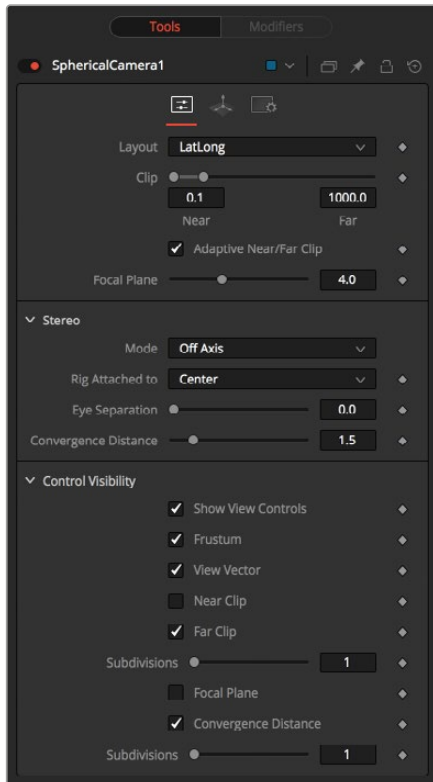 Tools Modifiers
SphericalCamera1
Layout LatLong
Clip
0.1 1000.0
Near Far
Adaptive Near/Far Clip
Focal Plane 4.0
Stereo
Mode Off Axis
Rig Attached to Center
Eye Separation 0.0
Convergence Distance 1.5
Control Visibility
Show View Controls
Frustum
View Vector
Near Clip
Far Clip
Subdivisions 1
Focal Plane
Convergence Distance
Subdivisions 1